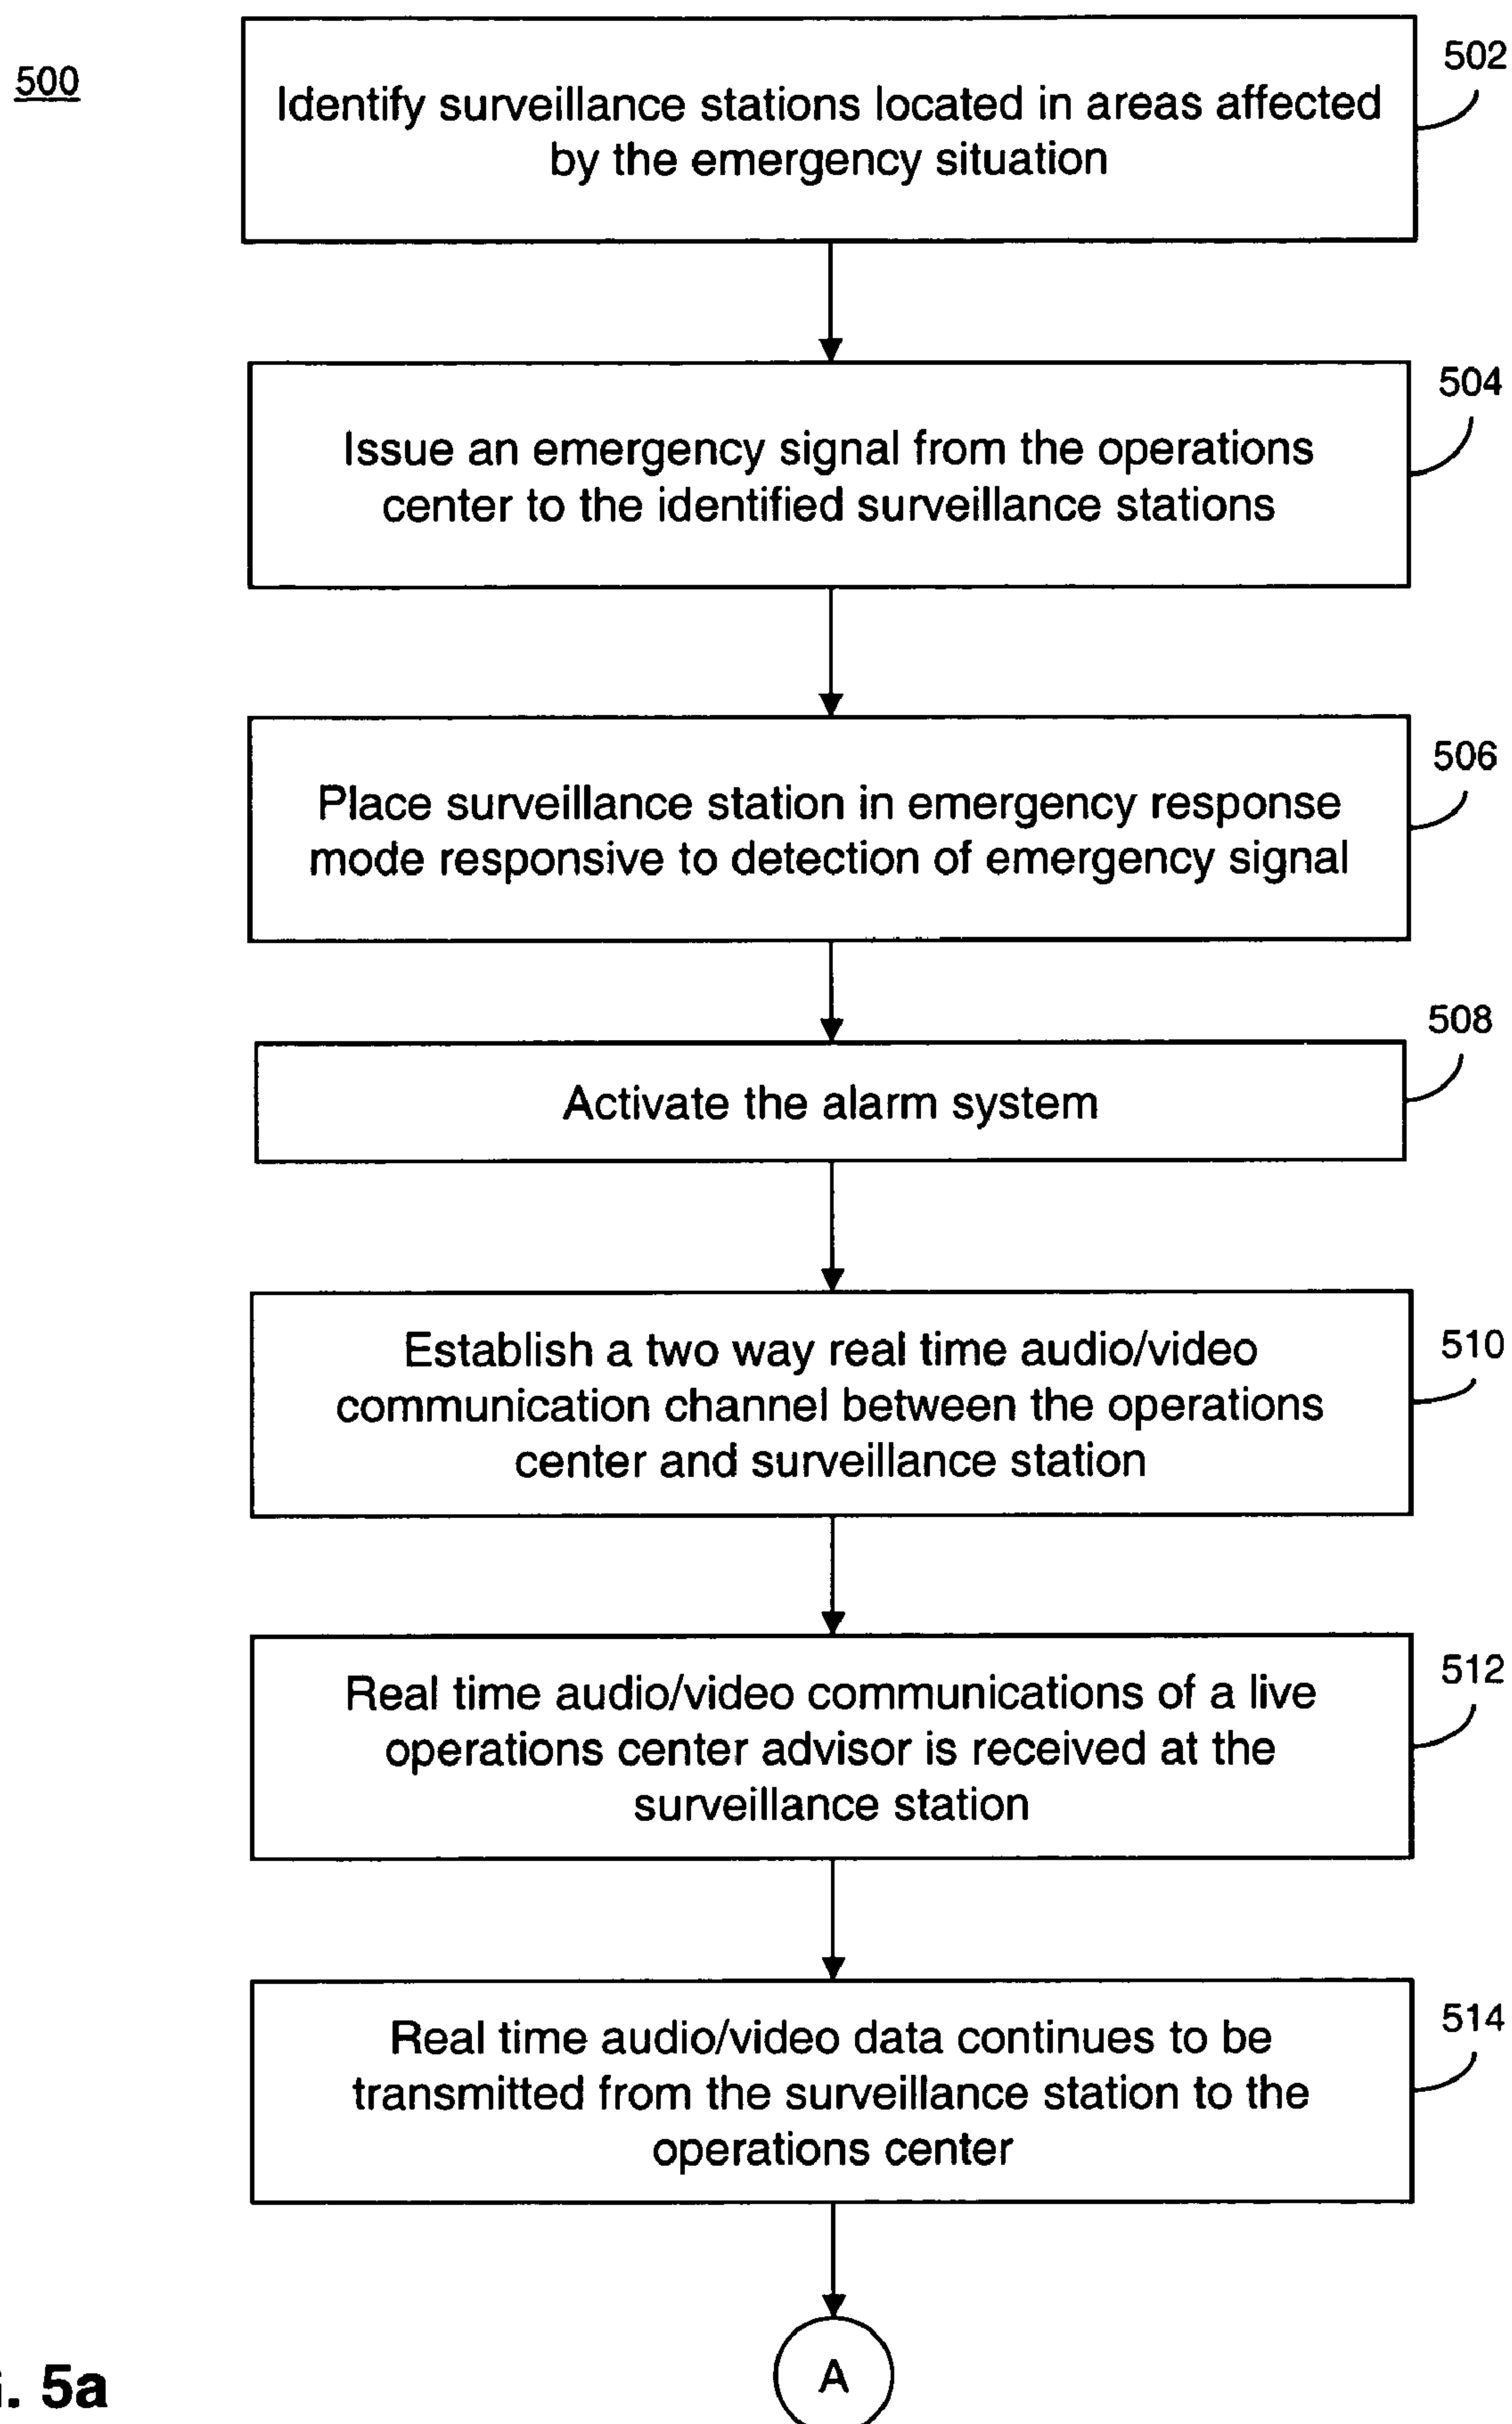 500
502
Identify surveillance stations located in areas affected
by the emergency situation
504
Issue an emergency signal from the operations
center to the identified surveillance stations
506
Place surveillance station in emergency response
mode responsive to detection of emergency signal
508
Activate the alarm system
510
Establish a two way real time audio/video
communication channel between the operations
center and surveillance station
512
Real time audio/video communications of a live
operations center advisor is received at the
surveillance station
514
Real time audio/video data continues to be
transmitted from the surveillance station to the
operations center
A
. 5a